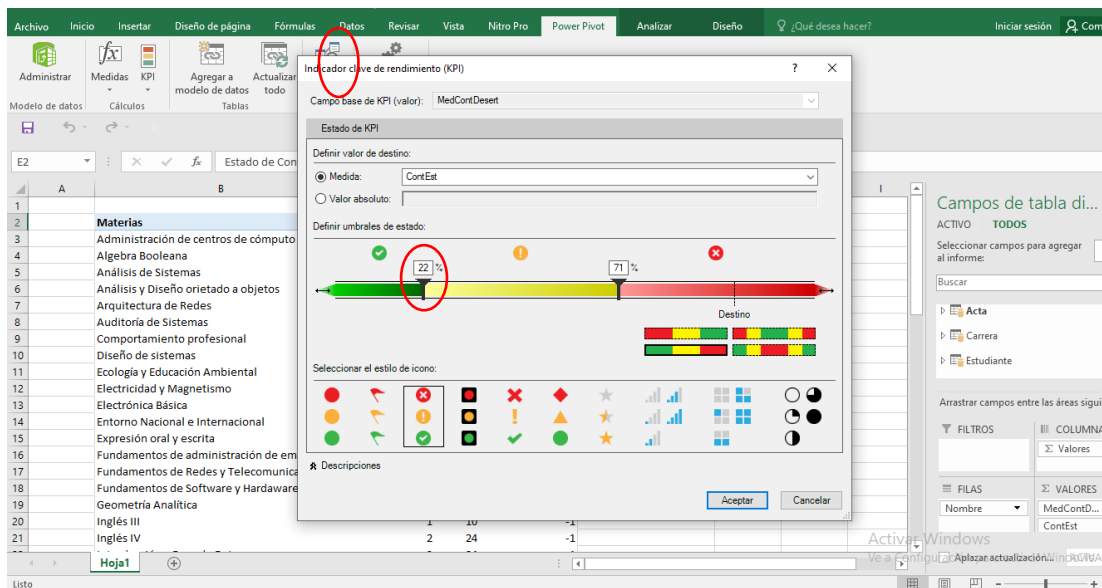 Archivo Inicio Insertar Diseño de página Fórmulas Datos Revisar Vista Nitro Pro Power Pivot Analizar Diseño ¿Qué desea hacer? Iniciar sesión Com
fx
Administrar Medidas KPI Agregar a Actualizar
modelo de datos todo
Modelo de datos Cálculos Tablas
Indicador clave de rendimiento (KPI) ? ×
Campo base de KPI (valor): MedContDesert
Estado de KPI
Definir valor de destino:
Medida: ContEst
Valor absoluto:
Definir umbrales de estado:
22 % 71 %
Destino
Seleccionar el estilo de icono:
Descripciones
Aceptar Cancelar
E2 fx Estado de Con
A B I
1
2 Materias
3 Administración de centros de cómputo
4 Algebra Booleana
5 Análisis de Sistemas
6 Análisis y Diseño orietado a objetos
7 Arquitectura de Redes
8 Auditoría de Sistemas
9 Comportamiento profesional
10 Diseño de sistemas
11 Ecología y Educación Ambiental
12 Electricidad y Magnetismo
13 Electrónica Básica
14 Entorno Nacional e Internacional
15 Expresión oral y escrita
16 Fundamentos de administración de em
17 Fundamentos de Redes y Telecomunica
18 Fundamentos de Software y Hardaware
19 Geometría Analítica
20 Inglés III 1 10 -1
21 Inglés IV 2 24 -1
Campos de tabla di...
ACTIVO TODOS
Seleccionar campos para agregar
al informe:
Buscar
Acta
Carrera
Estudiante
Arrastrar campos entre las áreas sigui
FILTROS COLUMNA
Σ Valores
FILAS Σ VALORES
Nombre MedContD...
ContEst
Activar Windows
Aplazar actualización...
Hoja1
Listo